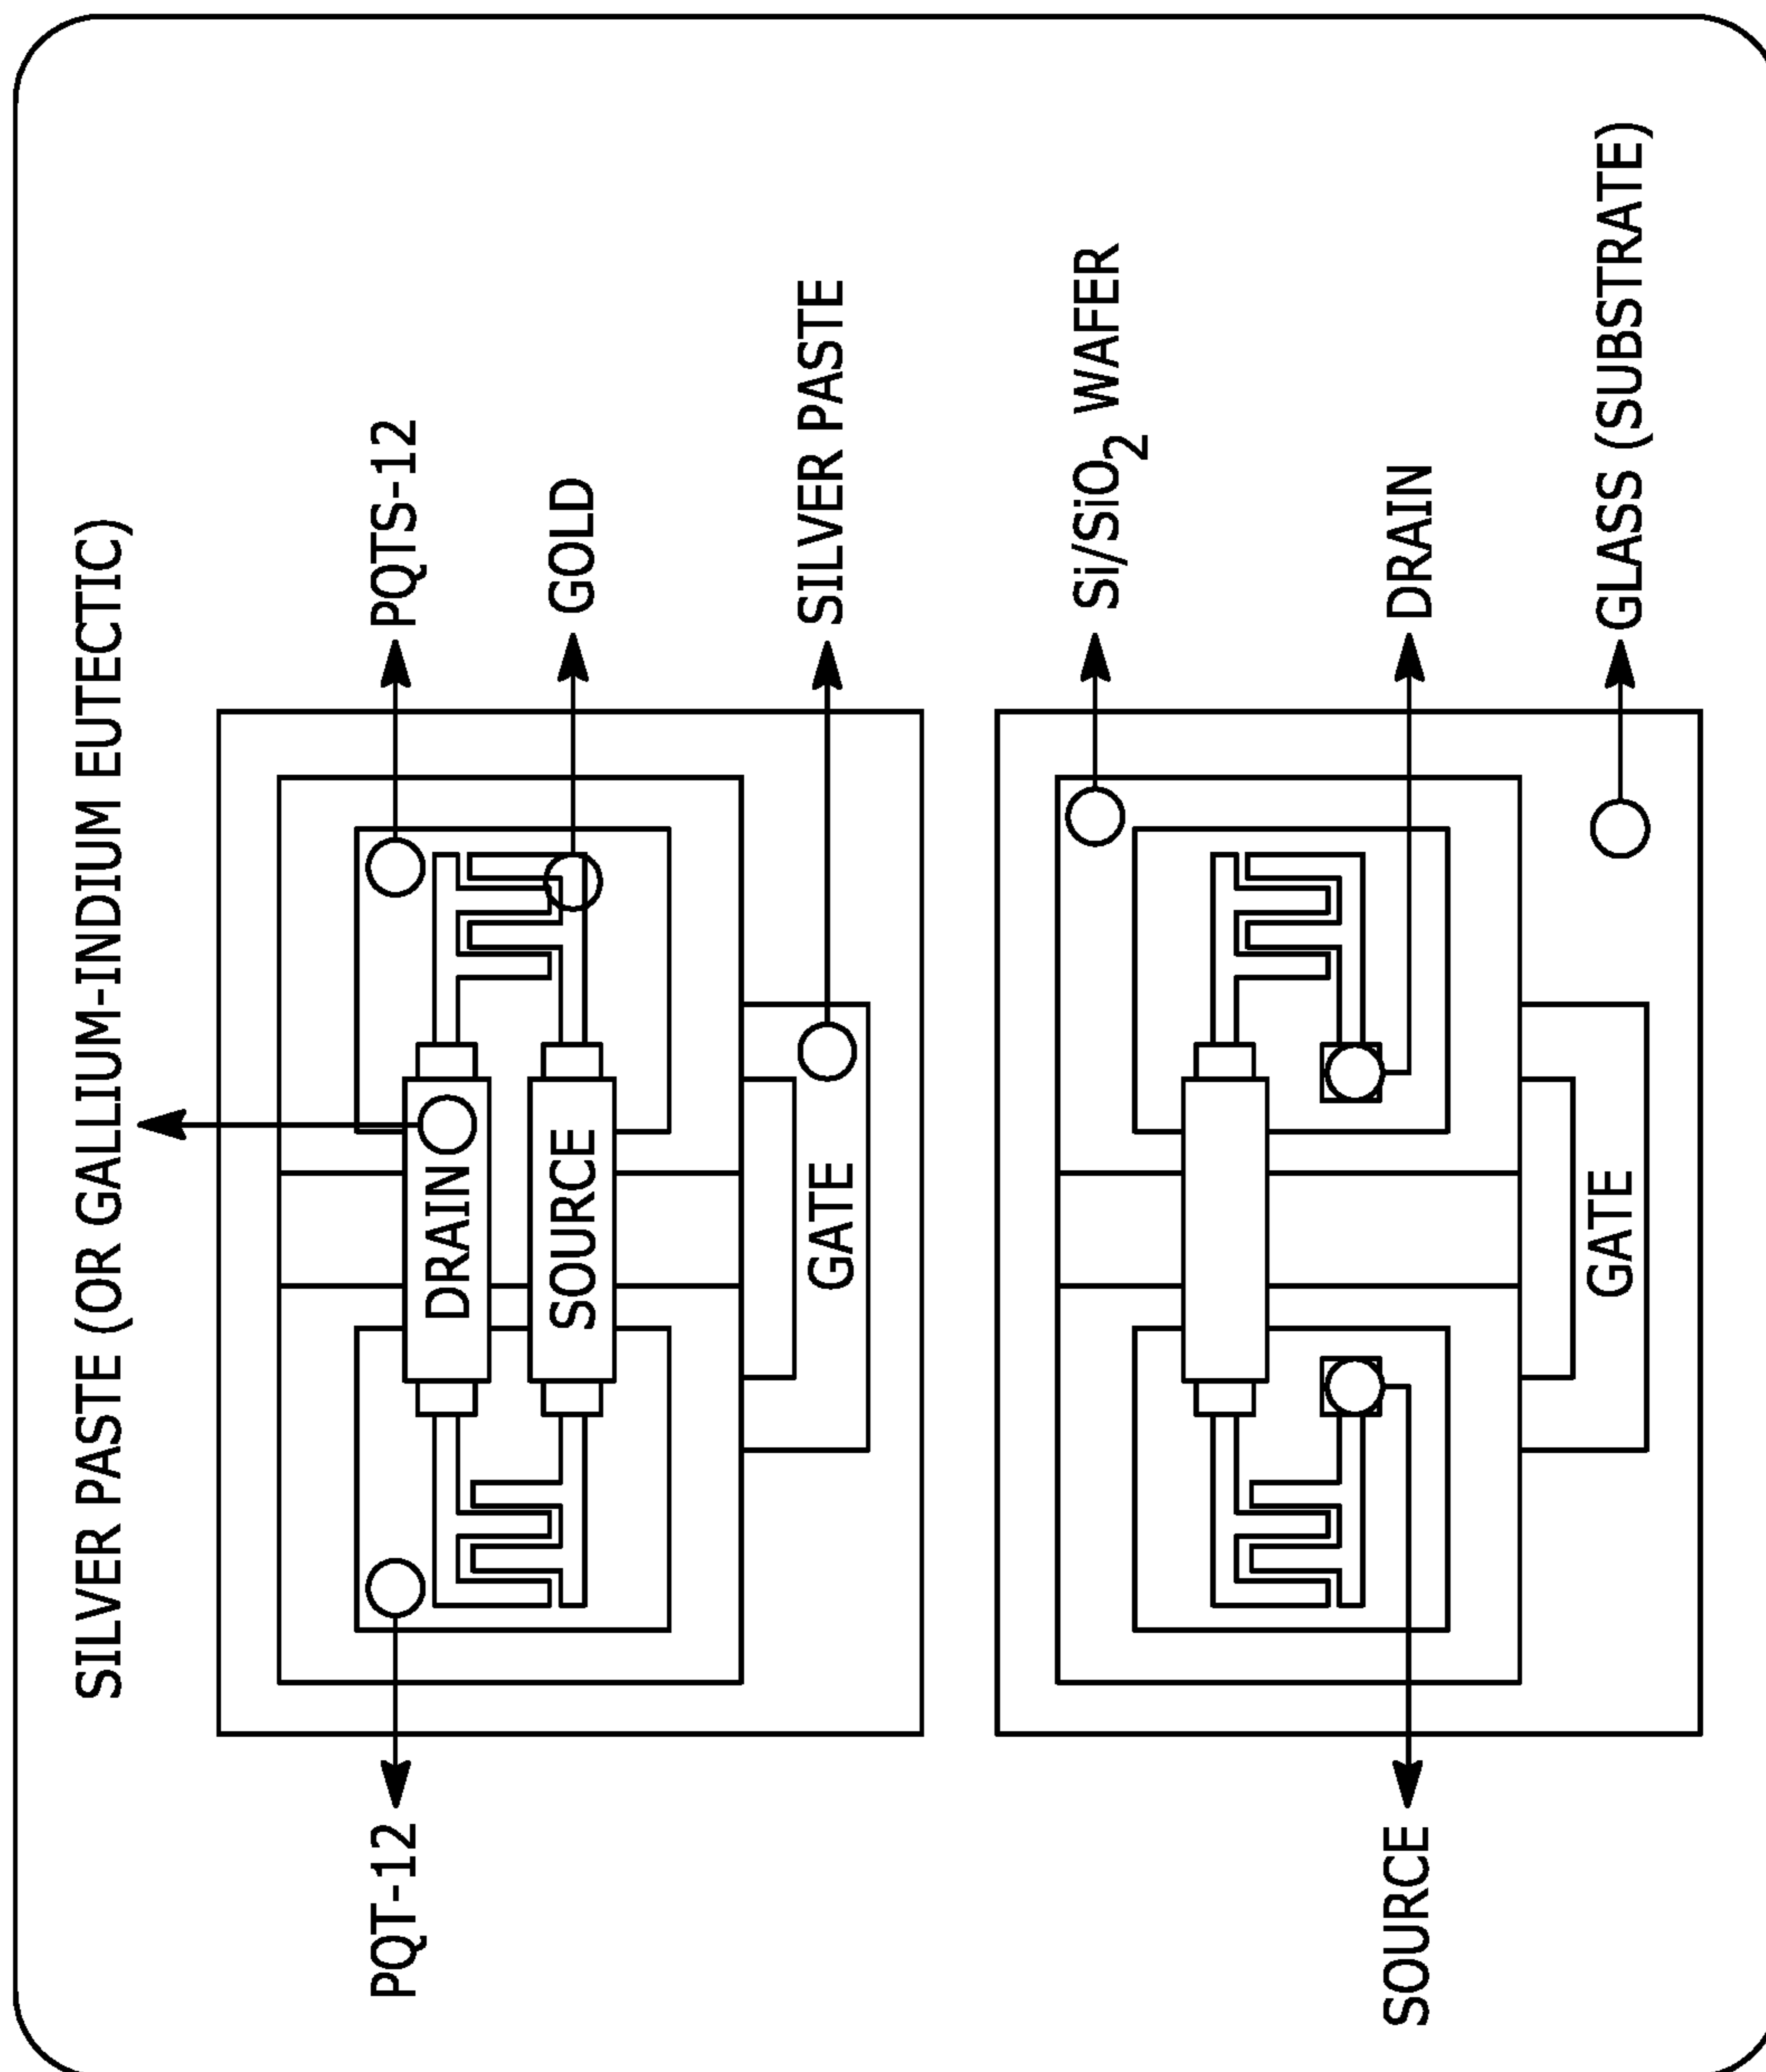 SILVER PASTE (OR GALLIUM-INDIUM EUTECTIC)
PQT-12
PQTS-12
DRAIN
GOLD
SOURCE
SILVER PASTE
GATE
Si/SiO2 WAFER
SOURCE
DRAIN
GATE
GLASS (SUBSTRATE)